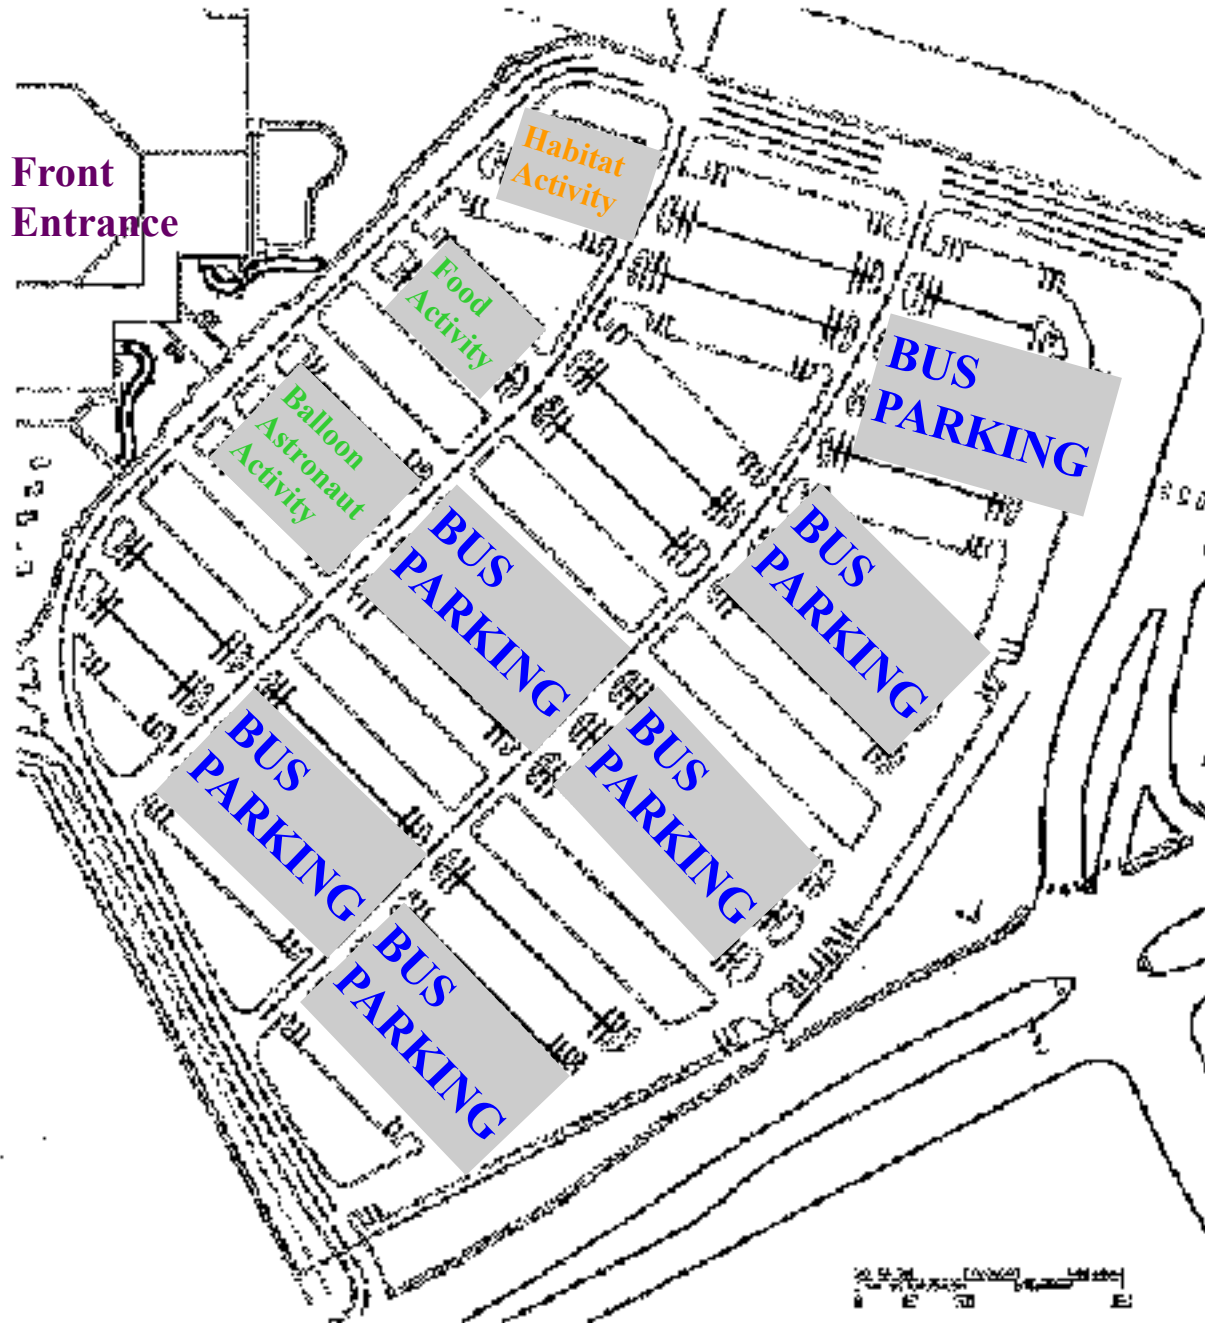 Habitat
Activity
Front
Entrance
Food
Activity
BUS
PARKING
Balloon
Astronaut
Activity
BUS
PARKING
BUS
PARKING
BUS
PARKING
BUS
PARKING
BUS
PARKING